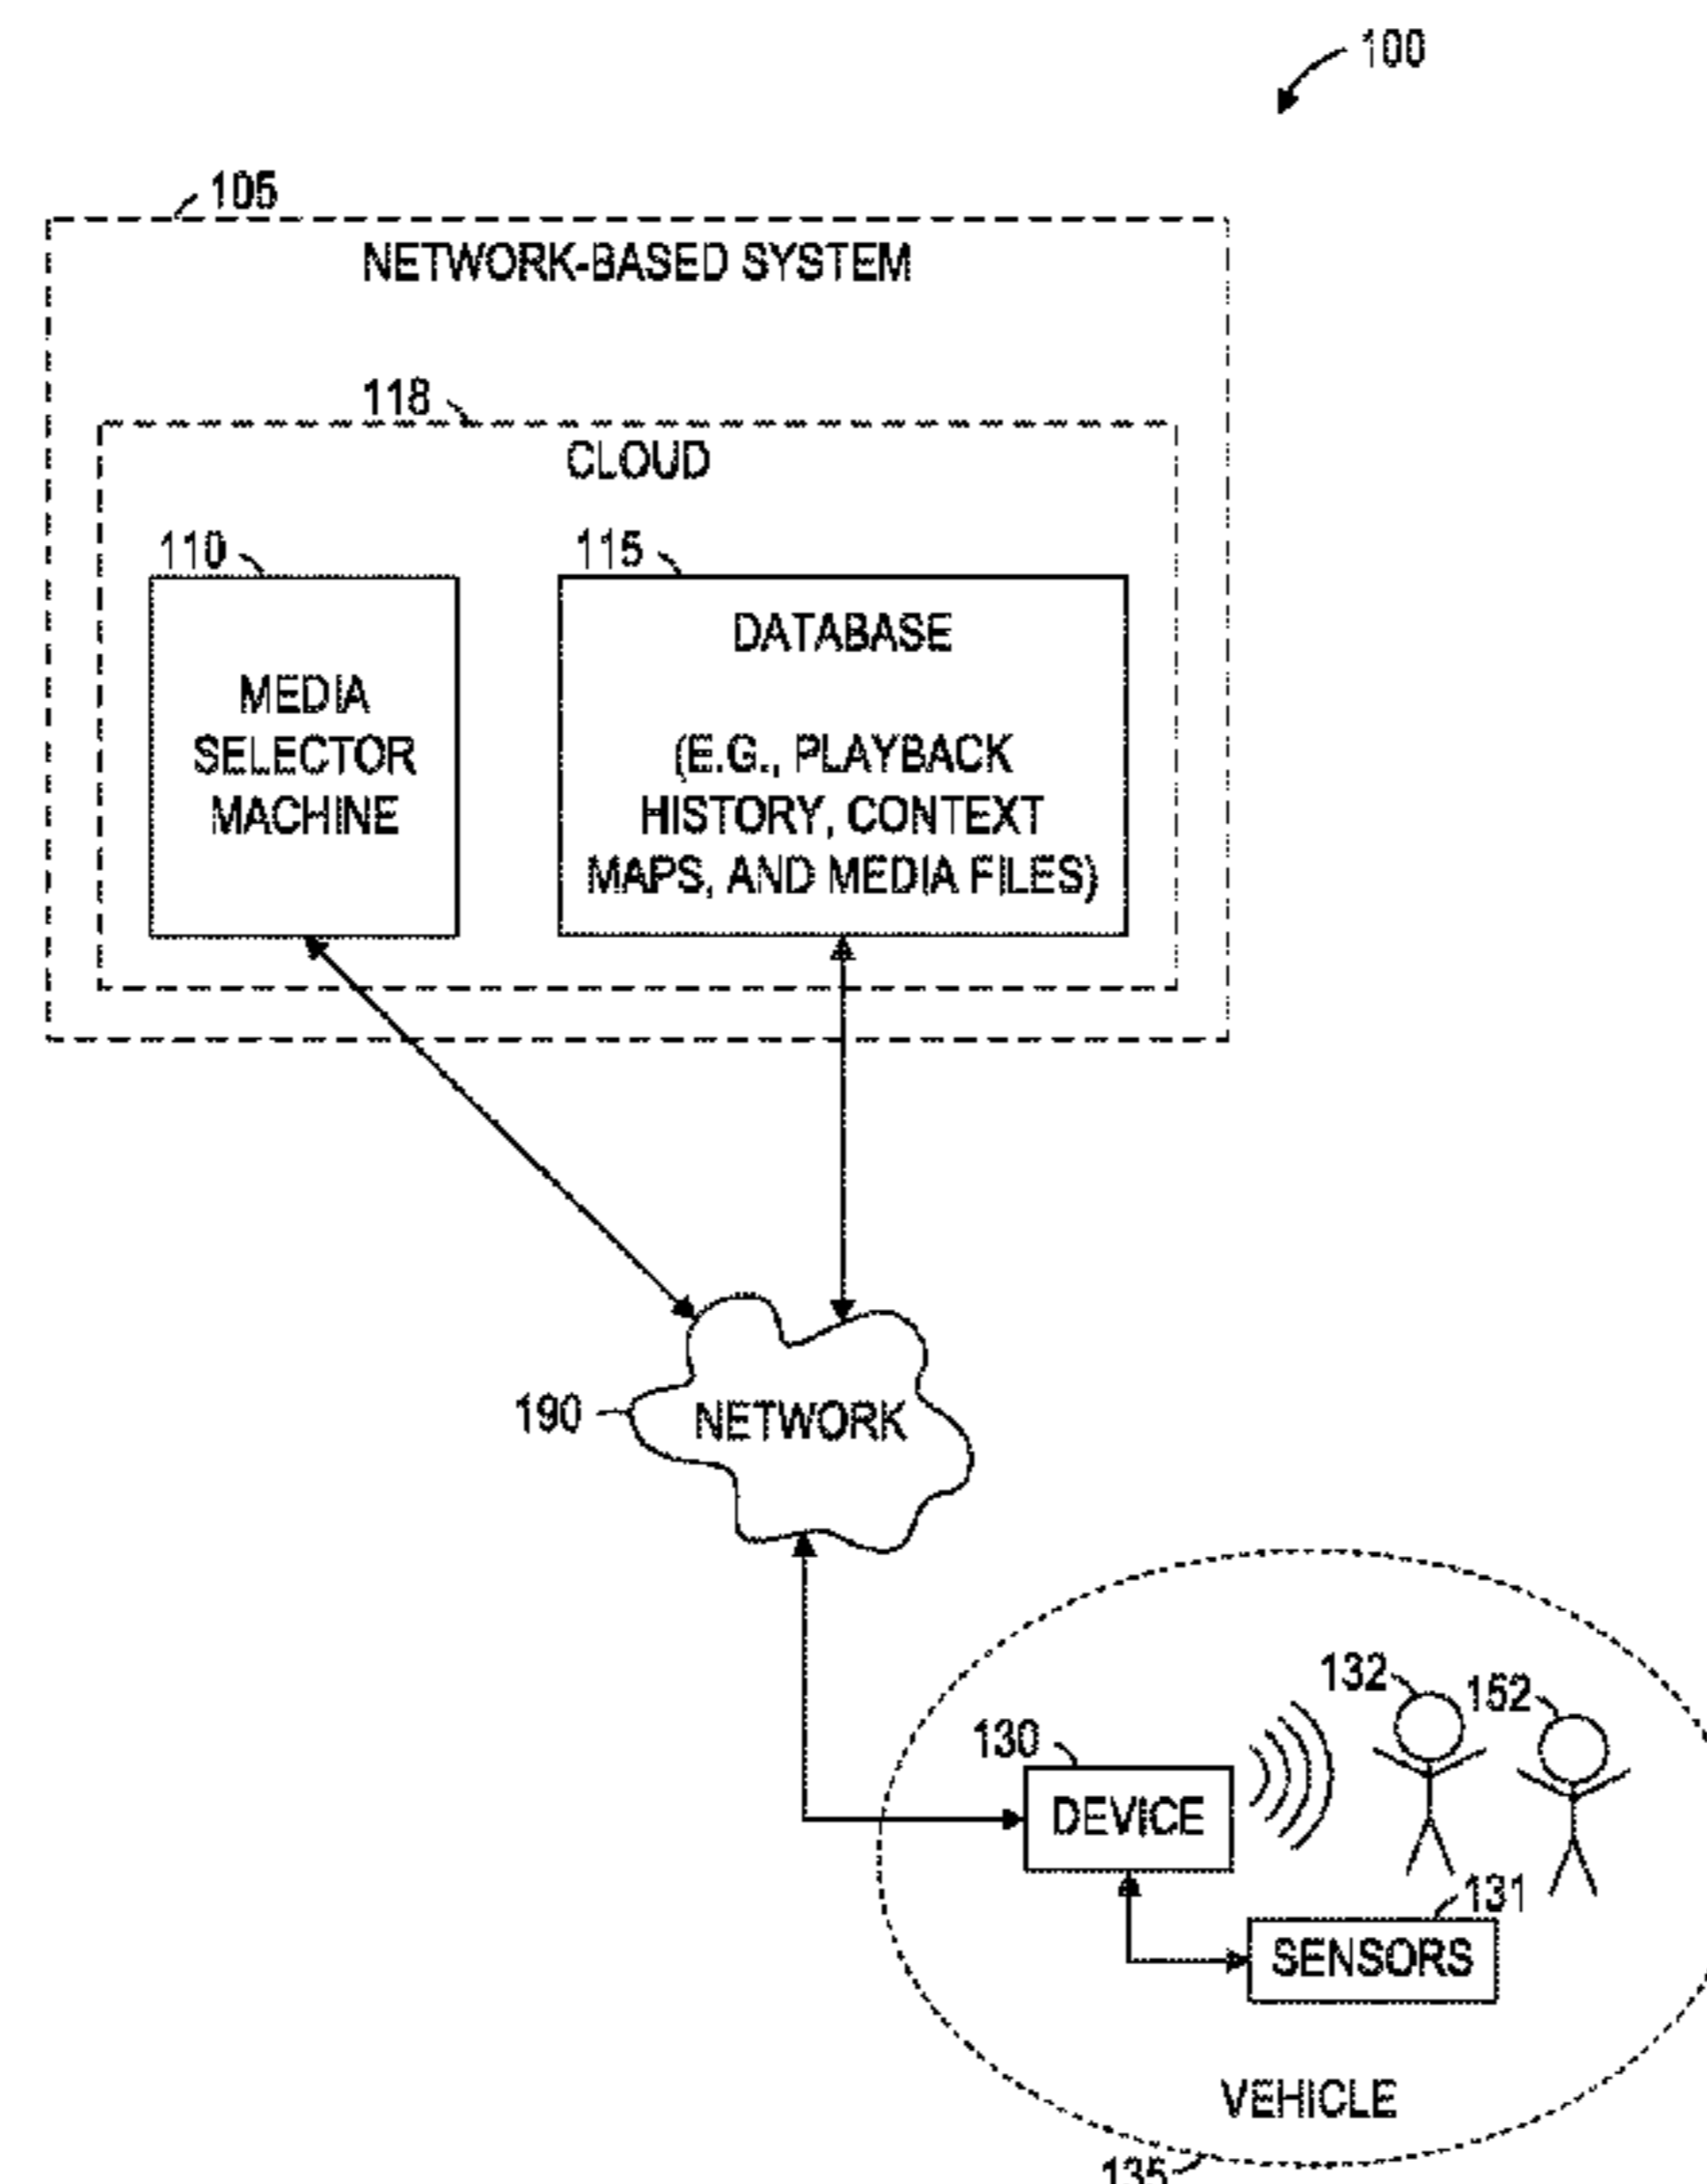 100
105
NETWORK-BASED SYSTEM
118
CLOUD
110
115
MEDIA
SELECTOR
MACHINE
DATABASE
(E.G., PLAYBACK
HISTORY, CONTEXT
MAPS, AND MEDIA FILES)
190
NETWORK
132
152
130
DEVICE
131
SENSORS
VEHICLE
135